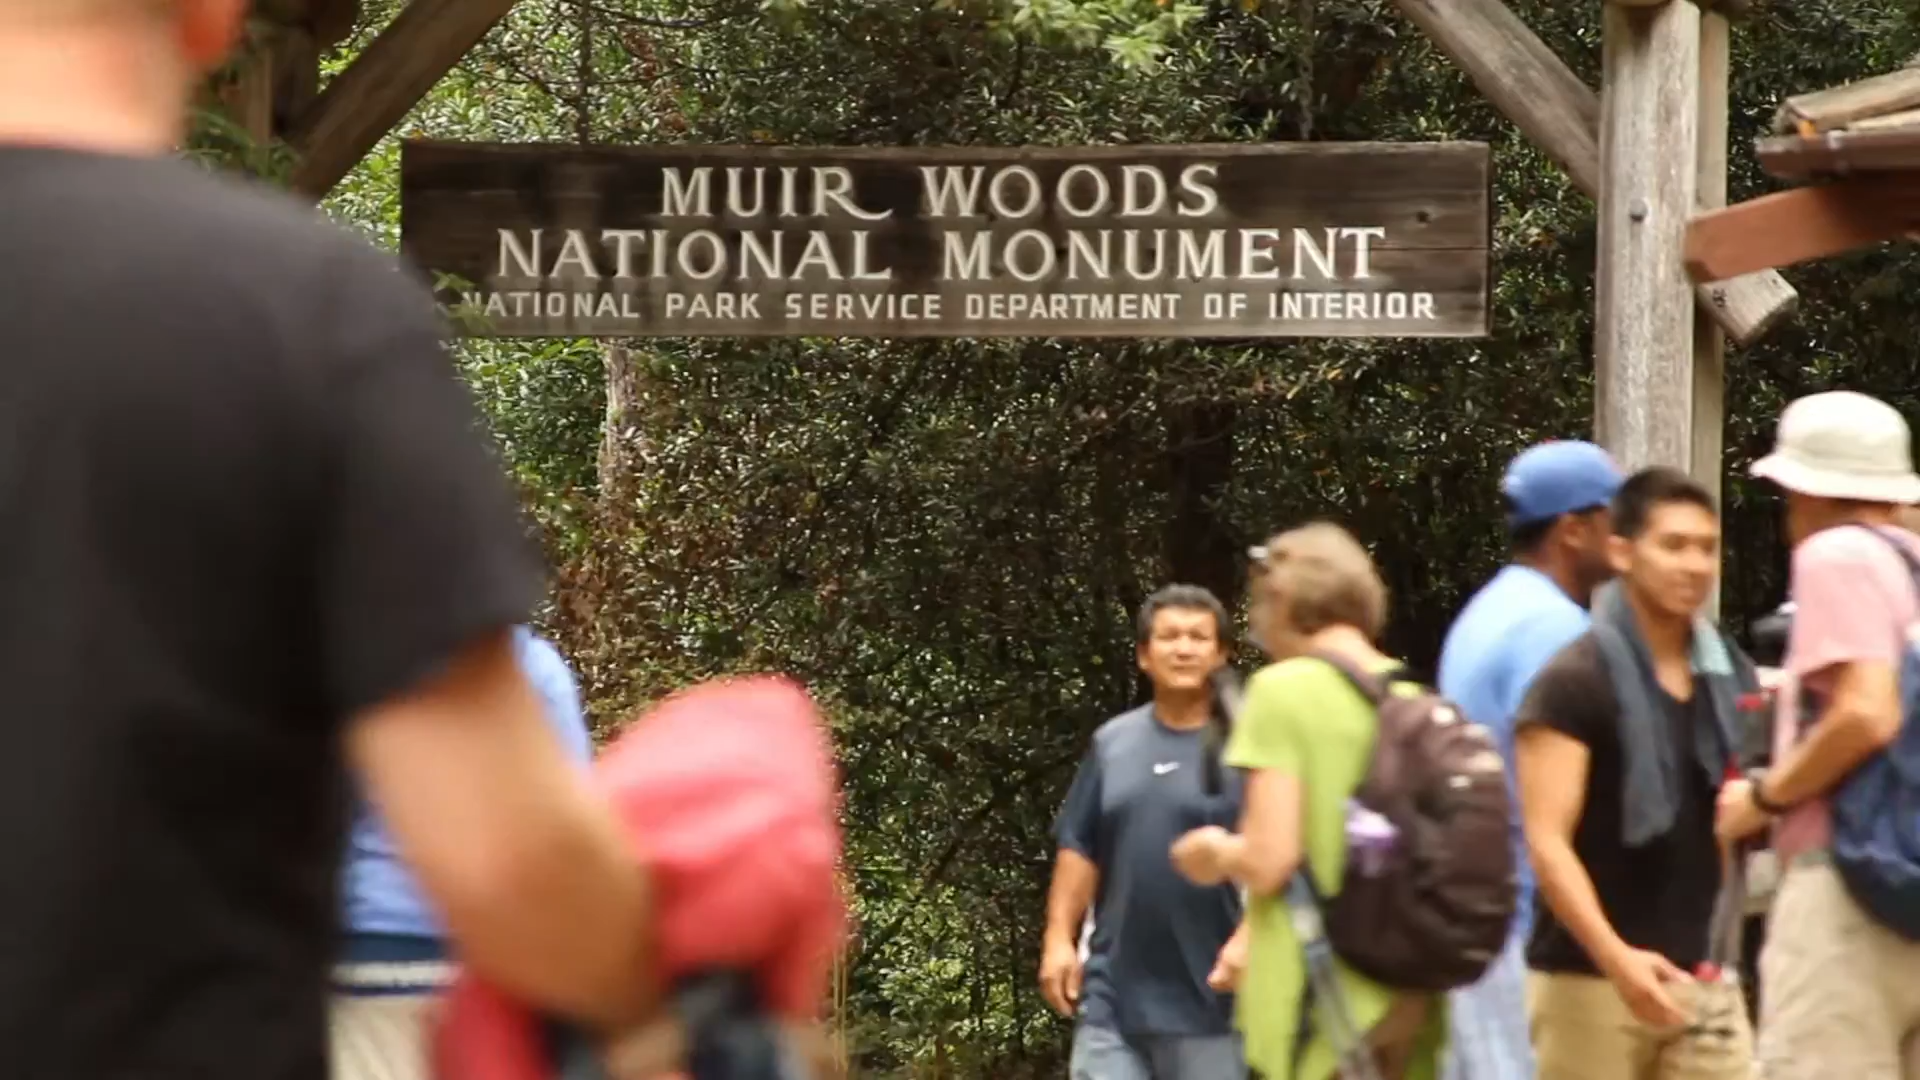 MUIR WOODS
NATIONAL MONUMENT
NATIONAL PARK SERVICE DEPARTMENT OF INTERIOR